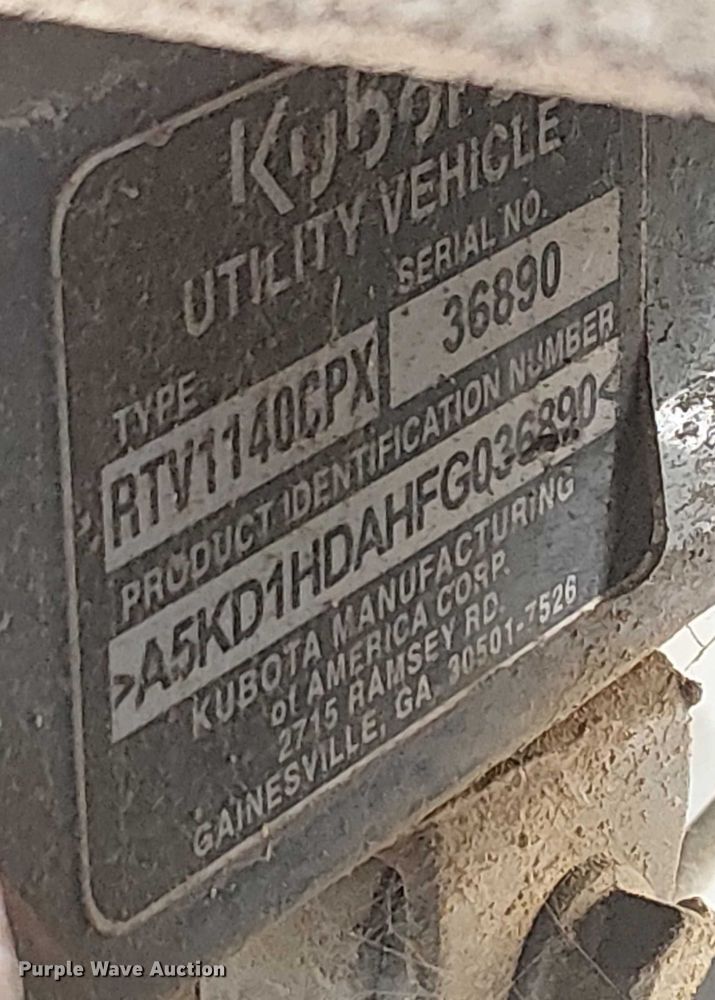 Kubota
UTILITY VEHICLE
SERIAL NO.
36890
TYPE
RTV1140CPX
PRODUCT IDENTIFICATION NUMBER
>A5KD1HDAHFG036890<
KUBOTA MANUFACTURING
of AMERICA CORP.
2715 RAMSEY RD.
GAINESVILLE, GA. 30501-7526
Purple Wave Auction